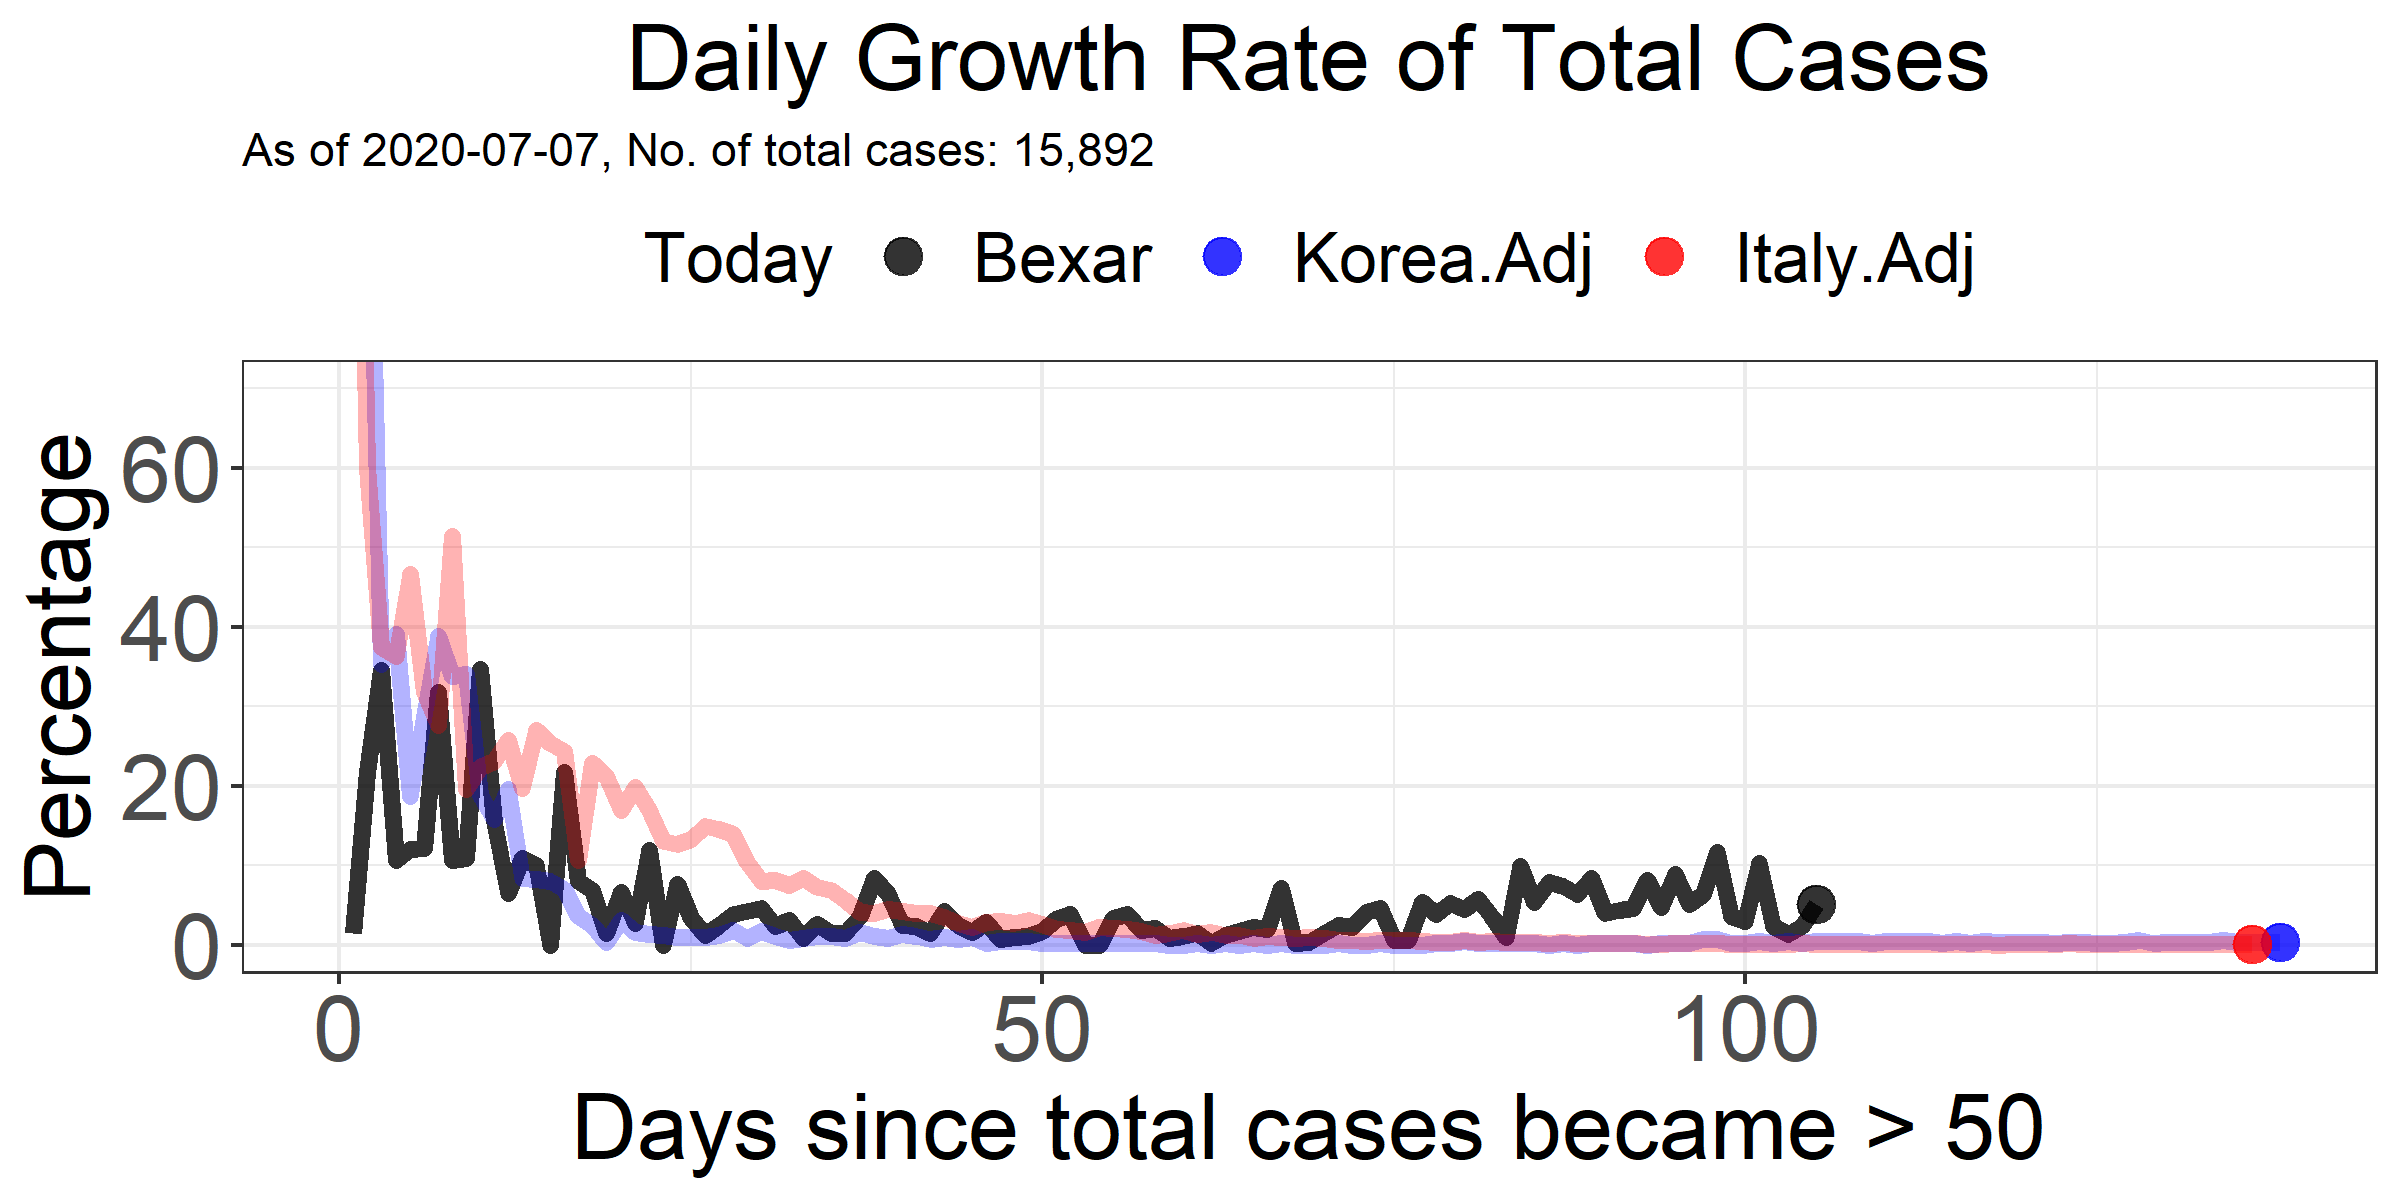 Daily Growth Rate of Total Cases
As of 2020-07-07, No. of total cases: 15,892
Today Bexar Korea.Adj Italy.Adj
Percentage
60
40
20
0
0 50 100
Days since total cases became > 50